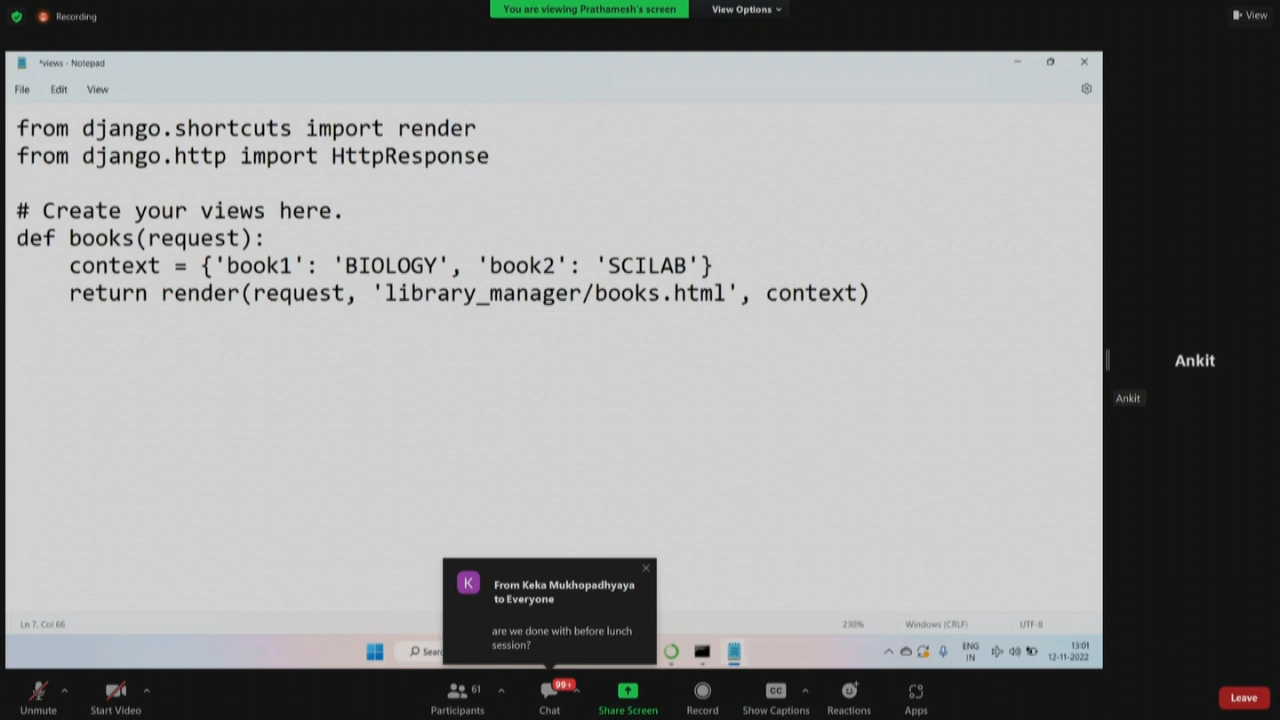 Recording
You are viewing Prathamesh's screen
View Options
View
*views - Notepad
File Edit View
from django.shortcuts import render
from django.http import HttpResponse
# Create your views here.
def books(request):
    context = {'book1': 'BIOLOGY', 'book2': 'SCILAB'}
    return render(request, 'library_manager/books.html', context)
Ankit
Ankit
K
From Keka Mukhopadhyaya
to Everyone
are we done with before lunch
session?
Ln 7, Col 66
230%
Windows (CRLF)
UTF-8
Sear
ENG
IN
13:01
12-11-2022
Unmute
Start Video
61
Participants
99+
Chat
Share Screen
Record
CC
Show Captions
Reactions
Apps
Leave